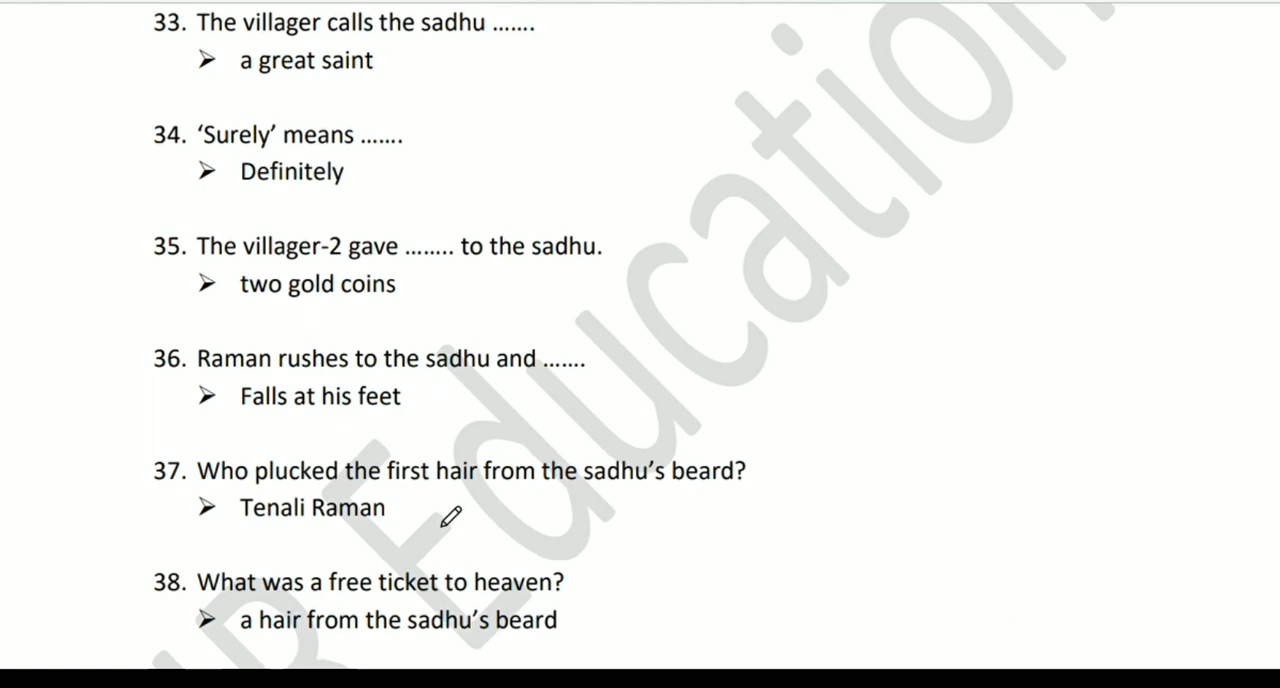 33. The villager calls the sadhu .......
➢ a great saint
34. ‘Surely’ means .......
➢ Definitely
35. The villager-2 gave ........ to the sadhu.
➢ two gold coins
36. Raman rushes to the sadhu and .......
➢ Falls at his feet
37. Who plucked the first hair from the sadhu’s beard?
➢ Tenali Raman
38. What was a free ticket to heaven?
➢ a hair from the sadhu’s beard
Education